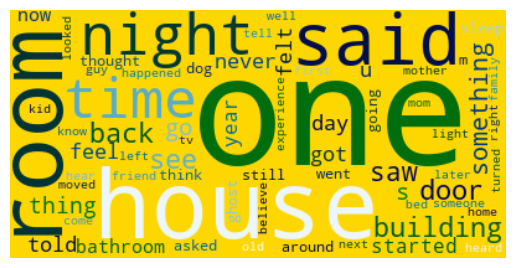 room
now
looked
night
said
well
tell
sleep
thought
guy
happened
dog
never
felt
u
mother
m
something
family
first
kid
time
one
experience
mom
going
right
turned
know
tv
back
go
year
day
light
feel
left
see
got
hear
friend
think
still
went
saw
later
moved
house
s
door
bed
someone
thing
ghost
believe
home
come
building
told
bathroom
asked
old
around
next
started
heard